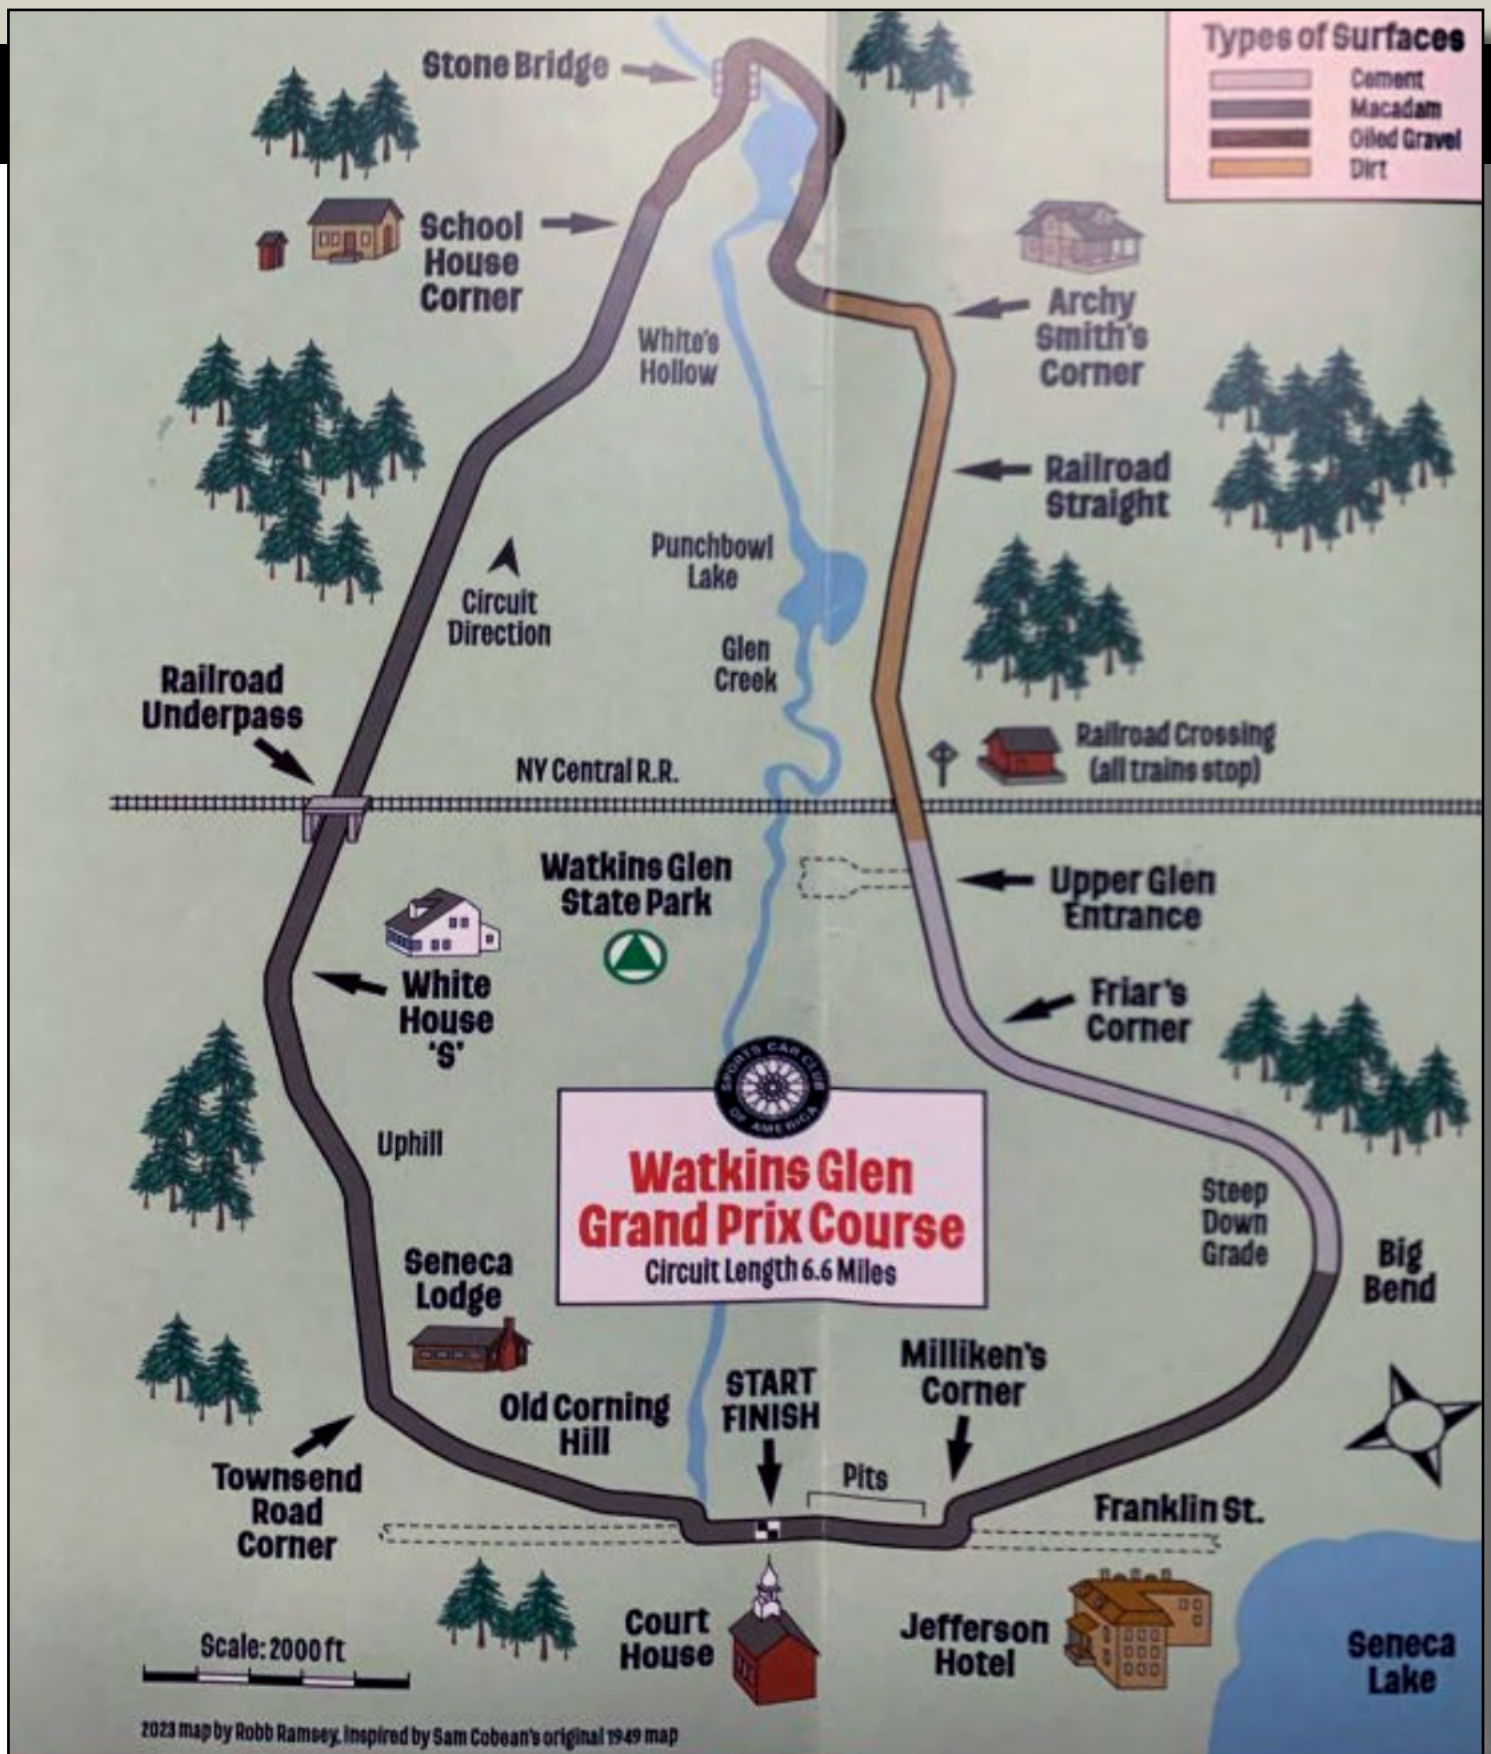 Types of Surfaces
Cement
Macadam
Oiled Gravel
Dirt
Stone Bridge
School
House
Corner
White's
Hollow
Archy
Smith's
Corner
Railroad
Straight
Punchbowl
Lake
Circuit
Direction
Glen
Creek
Railroad
Underpass
NY Central R.R.
Railroad Crossing
(all trains stop)
Watkins Glen
State Park
Upper Glen
Entrance
White
House
'S'
Friar's
Corner
SPORTS CAR CLUB
OF AMERICA
Uphill
Watkins Glen
Grand Prix Course
Circuit Length 6.6 Miles
Steep
Down
Grade
Big
Bend
Seneca
Lodge
Milliken's
Corner
START
FINISH
Old Corning
Hill
Pits
Townsend
Road
Corner
Franklin St.
Court
House
Jefferson
Hotel
Seneca
Lake
Scale: 2000 ft
2023 map by Robb Ramsey, inspired by Sam Cobean's original 1949 map